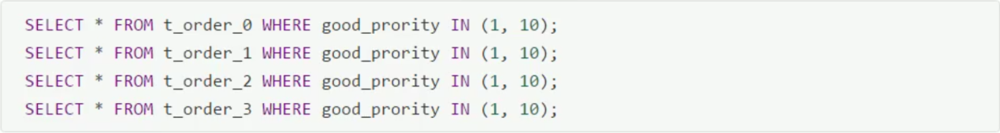 SELECT * FROM t_order_0 WHERE good_prority IN (1, 10);
SELECT * FROM t_order_1 WHERE good_prority IN (1, 10);
SELECT * FROM t_order_2 WHERE good_prority IN (1, 10);
SELECT * FROM t_order_3 WHERE good_prority IN (1, 10);